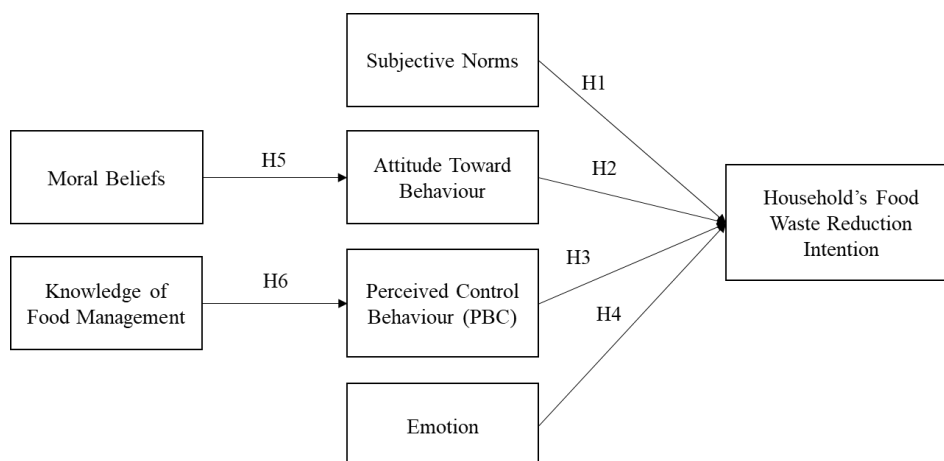 Subjective Norms
H1
Moral Beliefs
H5
Attitude Toward
Behaviour
H2
Household's Food
Waste Reduction
Intention
Knowledge of
Food Management
H6
Perceived Control
Behaviour (PBC)
H3
H4
Emotion